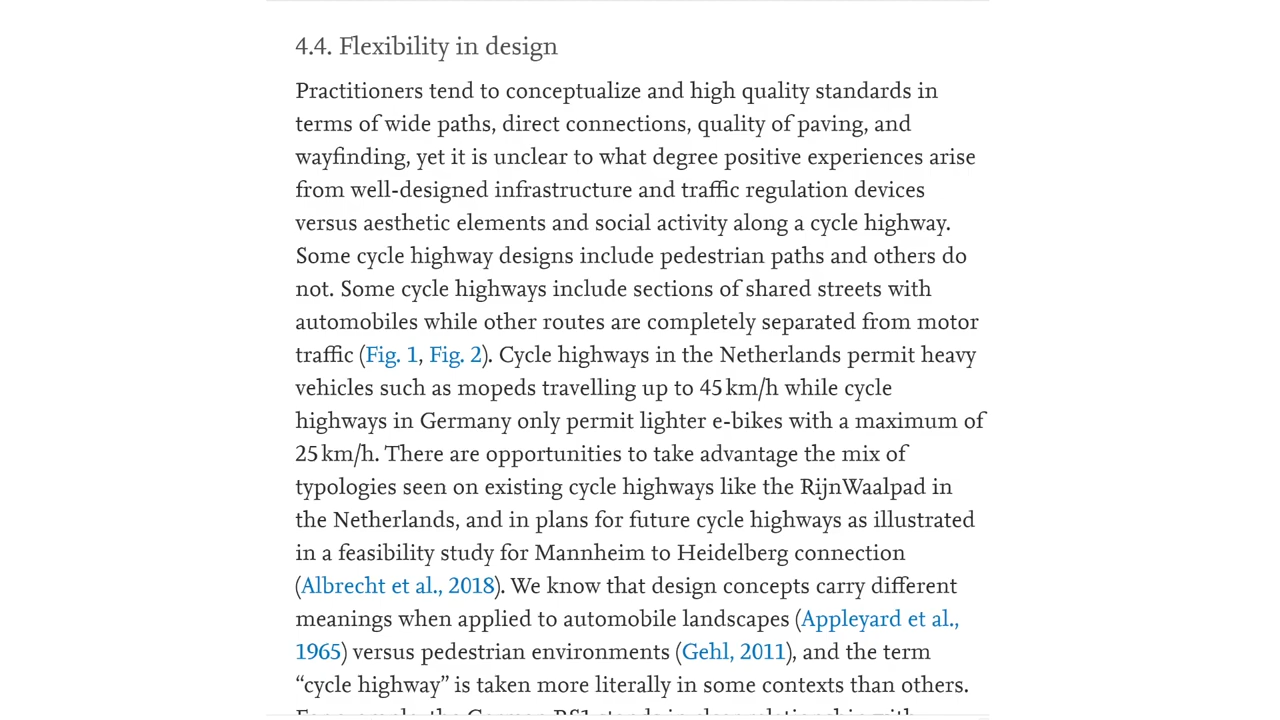 4.4. Flexibility in design
Practitioners tend to conceptualize and high quality standards in
terms of wide paths, direct connections, quality of paving, and
wayfinding, yet it is unclear to what degree positive experiences arise
from well-designed infrastructure and traffic regulation devices
versus aesthetic elements and social activity along a cycle highway.
Some cycle highway designs include pedestrian paths and others do
not. Some cycle highways include sections of shared streets with
automobiles while other routes are completely separated from motor
traffic (Fig. 1, Fig. 2). Cycle highways in the Netherlands permit heavy
vehicles such as mopeds travelling up to 45 km/h while cycle
highways in Germany only permit lighter e-bikes with a maximum of
25 km/h. There are opportunities to take advantage the mix of
typologies seen on existing cycle highways like the RijnWaalpad in
the Netherlands, and in plans for future cycle highways as illustrated
in a feasibility study for Mannheim to Heidelberg connection
(Albrecht et al., 2018). We know that design concepts carry different
meanings when applied to automobile landscapes (Appleyard et al.,
1965) versus pedestrian environments (Gehl, 2011), and the term
“cycle highway” is taken more literally in some contexts than others.